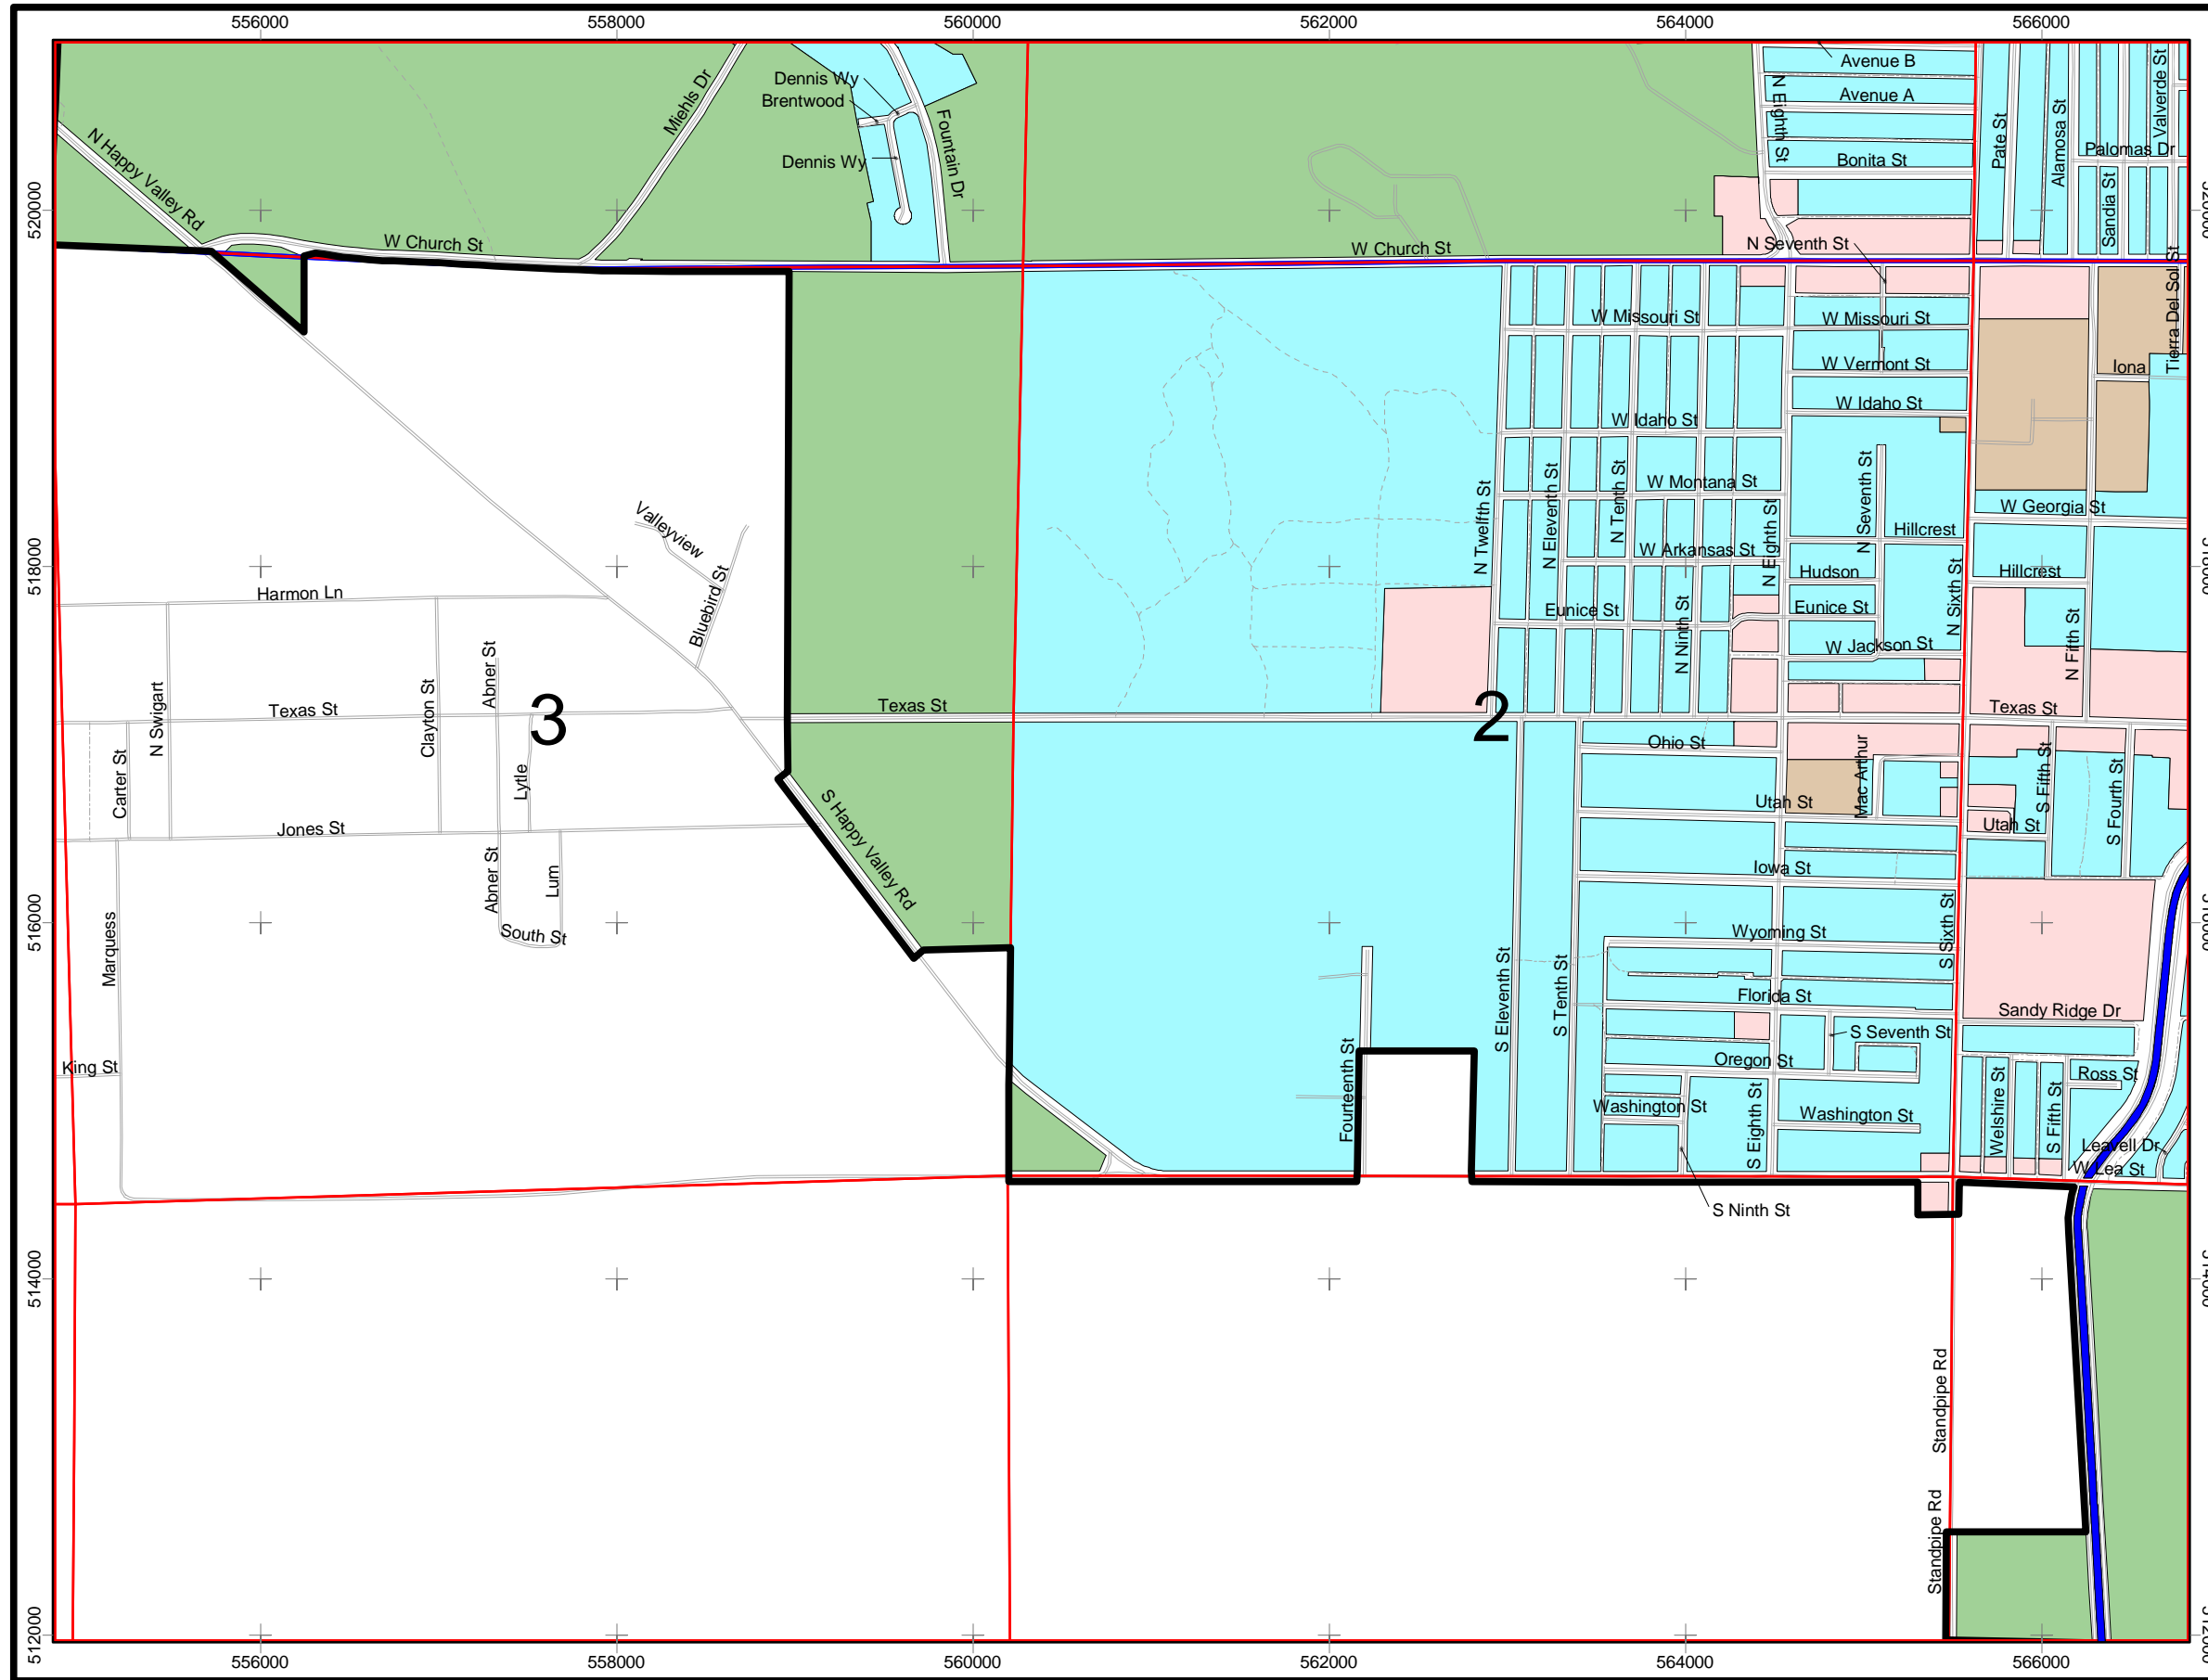 556000
558000
560000
562000
564000
566000
Avenue B
Avenue A
Bonita St
N Eighth St
Pate St
Alamosa St
Valverde St
Palomas Dr
Sandia St
Tierra Del Sol St
Dennis Wy
Brentwood
Dennis Wy
Miehls Dr
Fountain Dr
N Happy Valley Rd
520000
W Church St
W Church St
N Seventh St
W Missouri St
W Missouri St
W Vermont St
Iona
W Idaho St
W Idaho St
N Twelfth St
N Eleventh St
N Tenth St
W Montana St
N Eighth St
N Seventh St
W Georgia St
Hillcrest
W Arkansas St
Hudson
Hillcrest
518000
Valleyview
Bluebird St
Harmon Ln
Eunice St
Eunice St
N Ninth St
W Jackson St
N Sixth St
N Fifth St
3
2
N Swigart
Texas St
Clayton St
Abner St
Texas St
Texas St
Carter St
Lytle
Ohio St
Mac Arthur
Utah St
Utah St
S Fifth St
S Fourth St
Jones St
S Happy Valley Rd
Abner St
Lum
South St
Iowa St
516000
Marquess
Wyoming St
S Sixth St
S Eleventh St
S Tenth St
Florida St
Sandy Ridge Dr
S Seventh St
King St
Fourteenth St
Oregon St
Ross St
Washington St
Washington St
S Eighth St
Welshire St
S Fifth St
Leavell Dr
W Lea St
S Ninth St
514000
Standpipe Rd
Standpipe Rd
512000
556000
558000
560000
562000
564000
566000